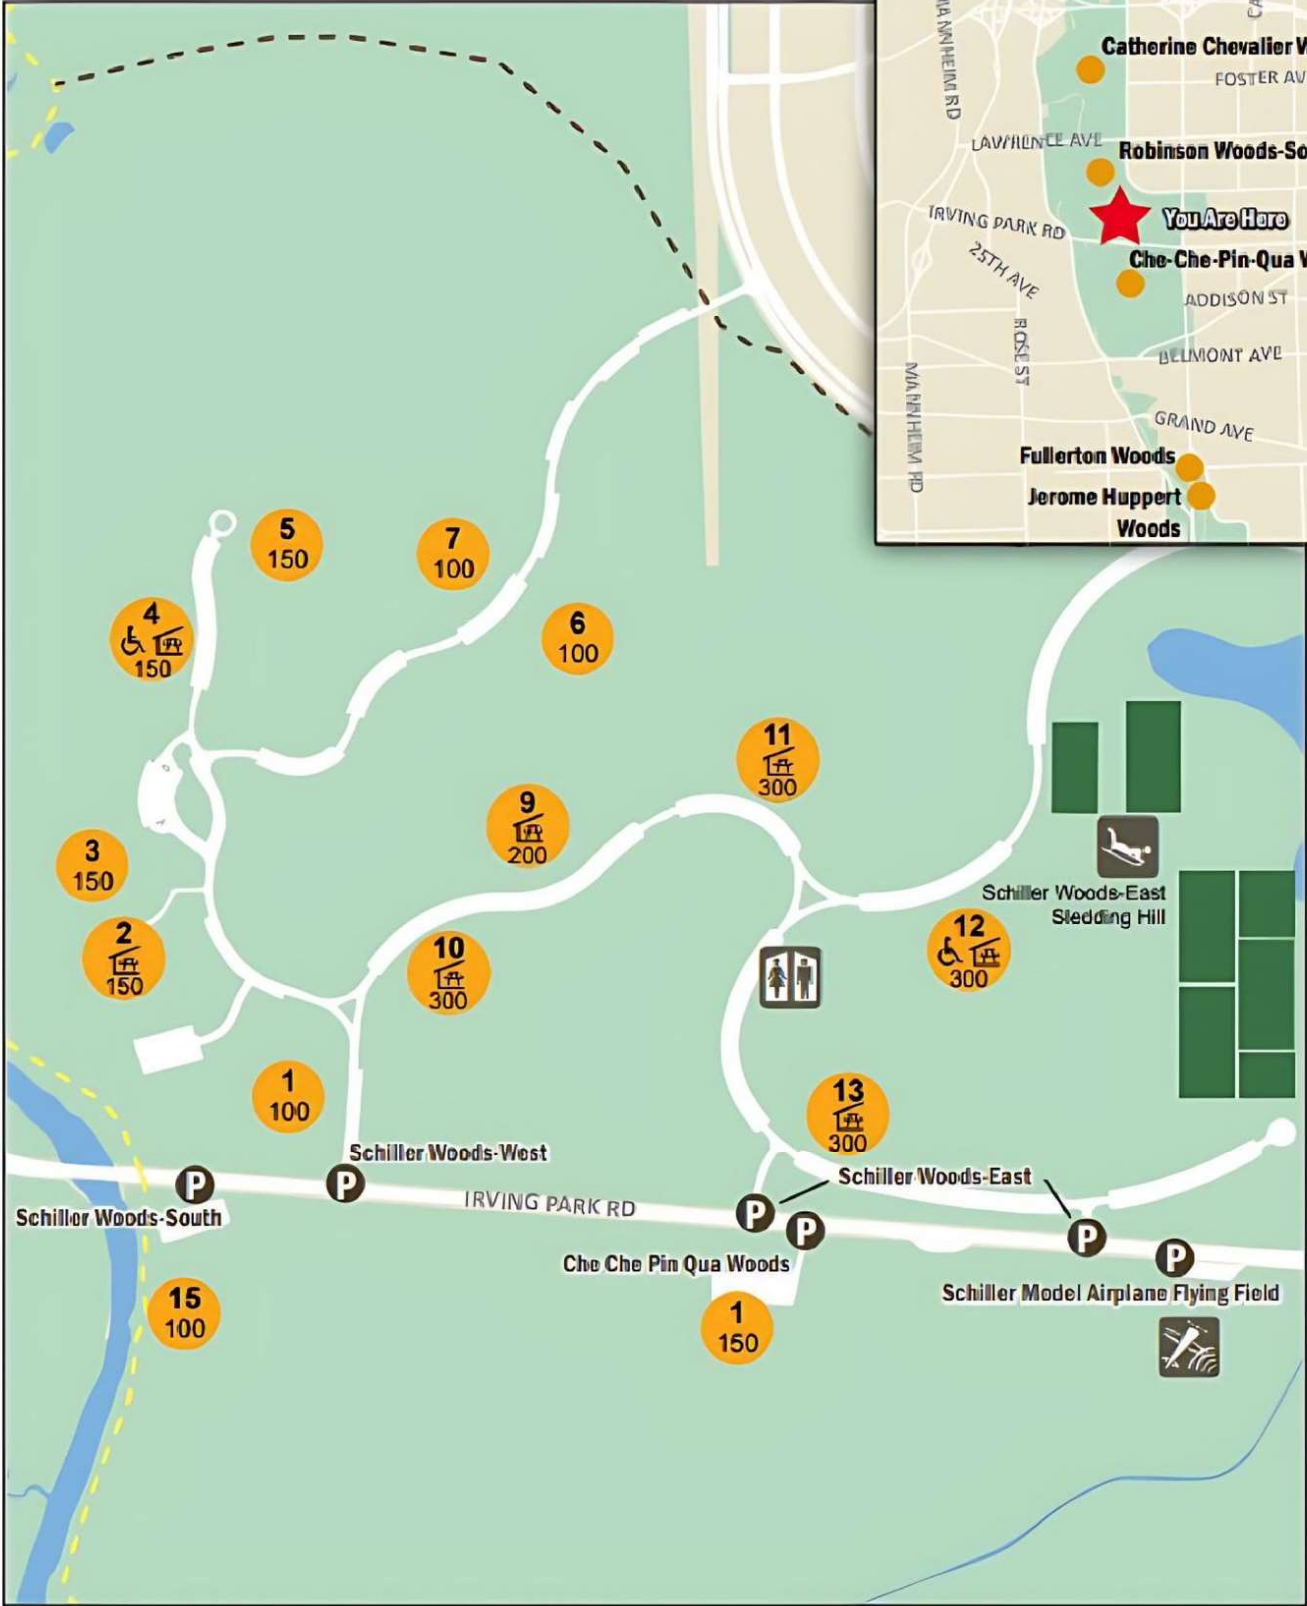 MANNHEIM RD
CA
Catherine Chevalier W
FOSTER AV
LAWRENCE AVE
Robinson Woods-So
You Are Here
IRVING PARK RD
Che-Che-Pin-Qua W
25TH AVE
ADDISON ST
ROSE ST
BELMONT AVE
MANNHEIM RD
GRAND AVE
Fullerton Woods
Jerome Huppert
Woods
5
150
7
100
4
150
6
100
11
300
9
200
3
150
2
150
10
300
Schiller Woods-East
Sledding Hill
12
300
1
100
13
300
Schiller Woods-West
P
P
Schiller Woods-South
IRVING PARK RD
Schiller Woods-East
P
P
P
P
Che Che Pin Qua Woods
Schiller Model Airplane Flying Field
15
100
1
150